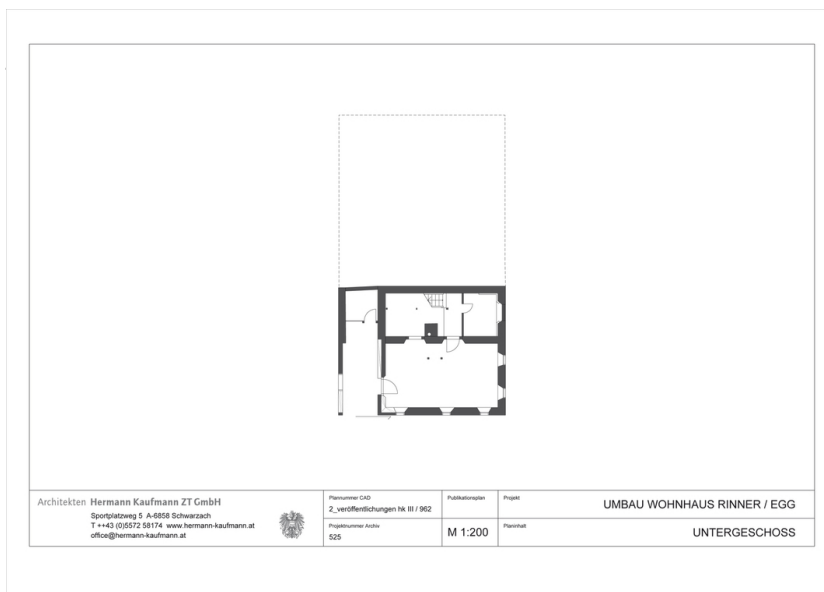 Architekten Hermann Kaufmann ZT GmbH
Sportplatzweg 5 A-6858 Schwarzach
T ++43 (0)5572 58174 www.hermann-kaufmann.at
office@hermann-kaufmann.at
Plannummer CAD
2_veröffentlichungen hk III / 962
Projektnummer Archiv
525
Publikationsplan
M 1:200
Projekt
UMBAU WOHNHAUS RINNER / EGG
Planinhalt
UNTERGESCHOSS